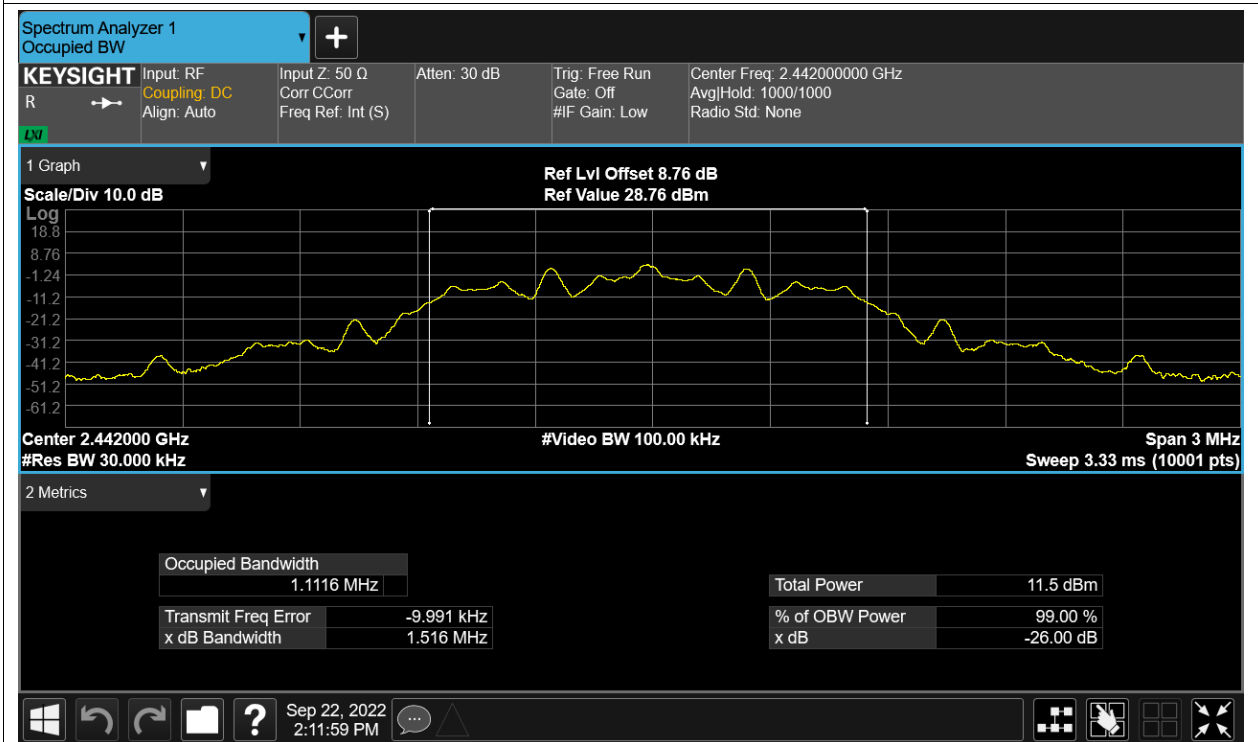 Spectrum Analyzer 1
Occupied BW
KEYSIGHT
R
LXI
Input: RF
Coupling: DC
Align: Auto
Input Z: 50 Ω
Corr CCorr
Freq Ref: Int (S)
Atten: 30 dB
Trig: Free Run
Gate: Off
#IF Gain: Low
Center Freq: 2.442000000 GHz
Avg|Hold: 1000/1000
Radio Std: None
1 Graph
Scale/Div 10.0 dB
Ref Lvl Offset 8.76 dB
Ref Value 28.76 dBm
Log
18.8
8.76
-1.24
-11.2
-21.2
-31.2
-41.2
-51.2
-61.2
Center 2.442000 GHz
#Res BW 30.000 kHz
#Video BW 100.00 kHz
Span 3 MHz
Sweep 3.33 ms (10001 pts)
2 Metrics
Occupied Bandwidth
1.1116 MHz
Transmit Freq Error -9.991 kHz
x dB Bandwidth 1.516 MHz
Total Power 11.5 dBm
% of OBW Power 99.00 %
x dB -26.00 dB
Sep 22, 2022
2:11:59 PM